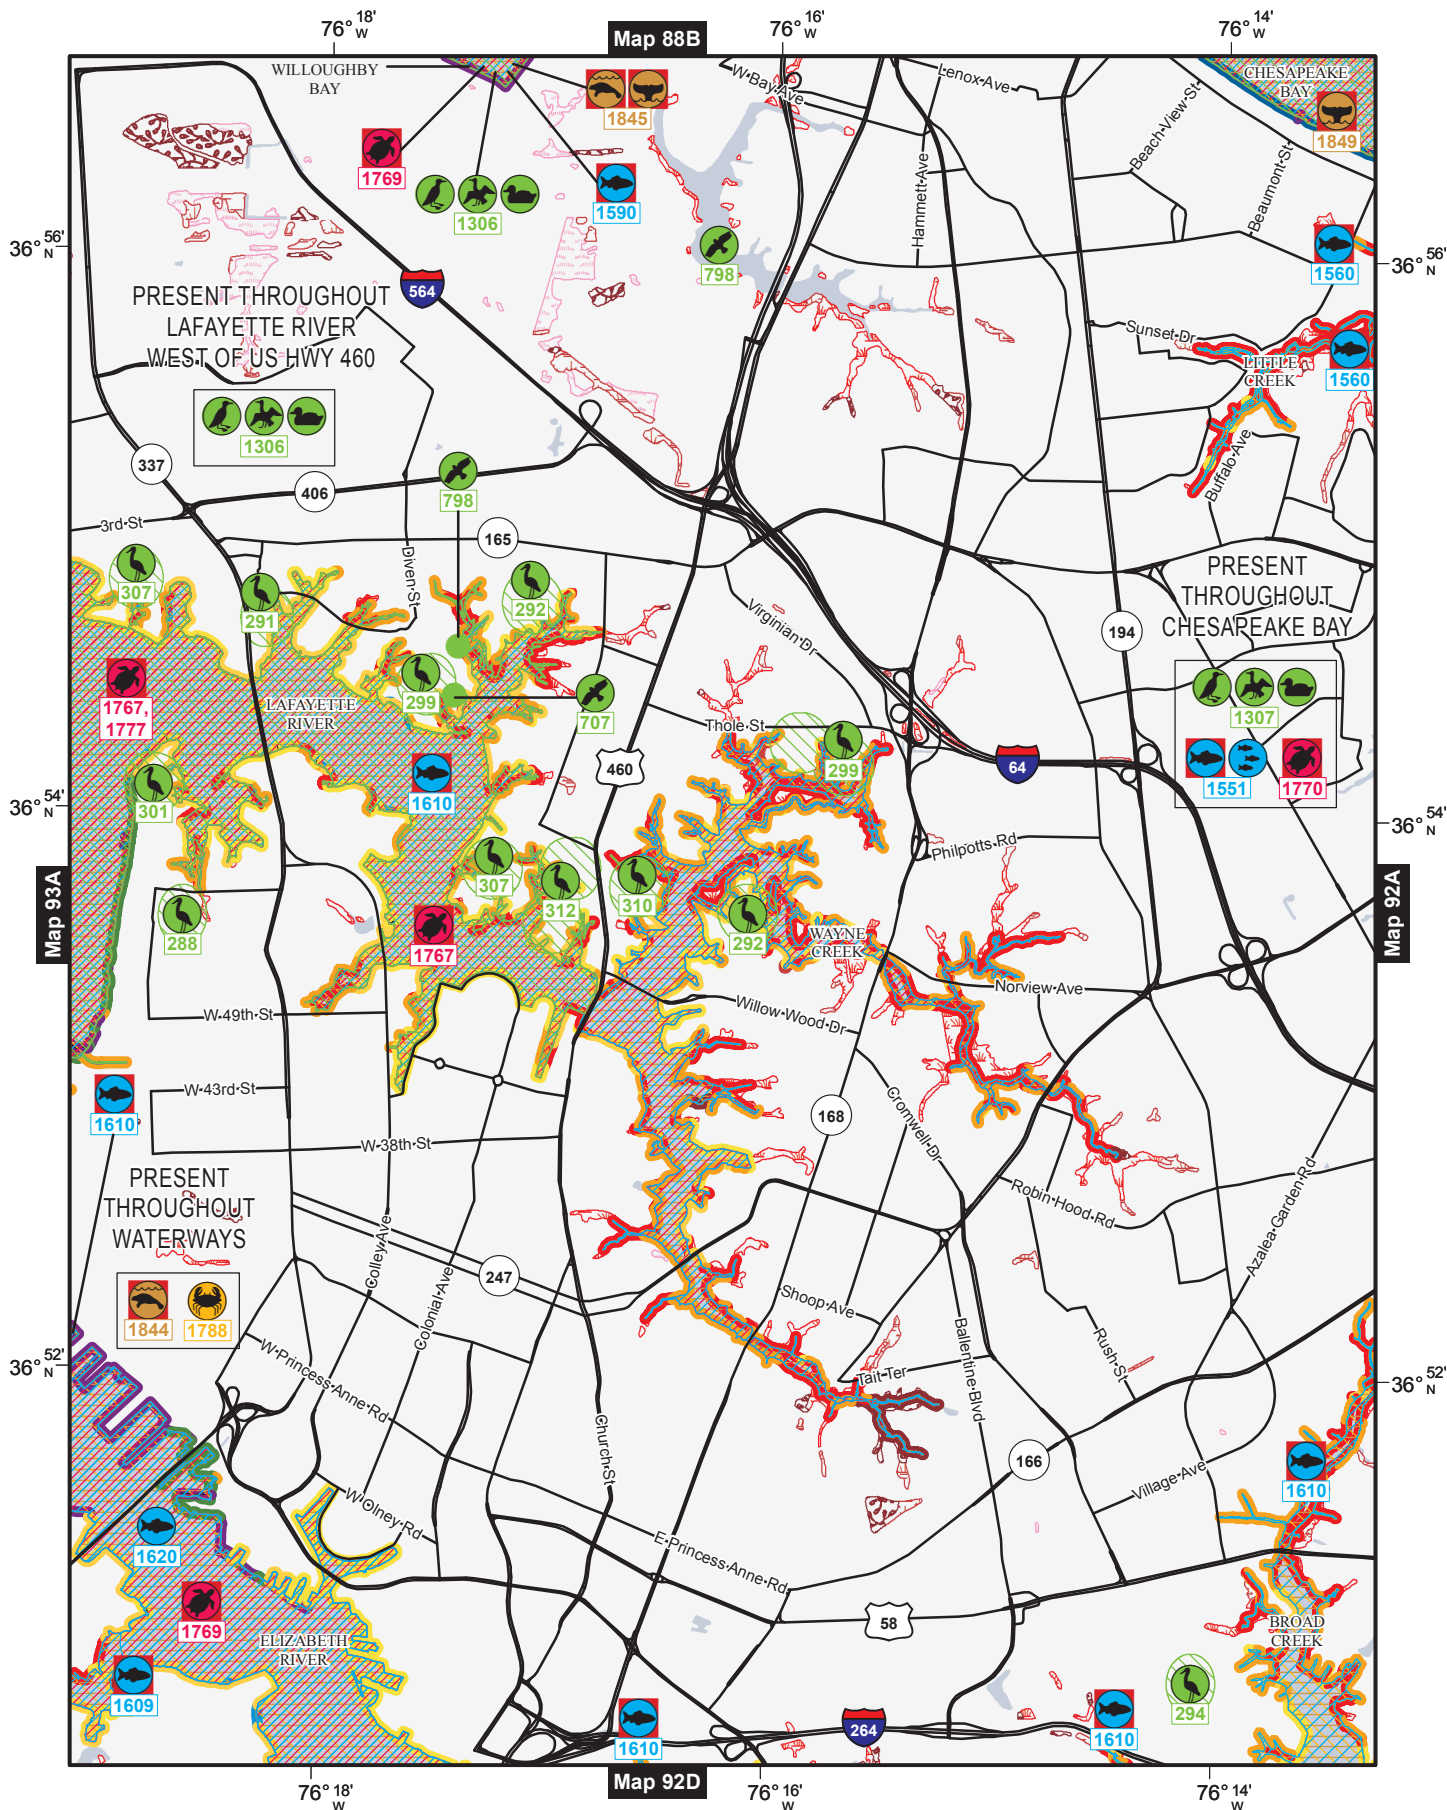 76° 18' W
76° 16' W
76° 14' W
Map 88B
WILLOUGHBY
BAY
CHESAPEAKE
BAY
W Bay Ave
Lenox Ave
Beach View St
Beaumont St
Hammett Ave
1845
1849
1769
1306
1590
798
1560
36° 56' N
36° 56' N
564
PRESENT THROUGHOUT
LAFAYETTE RIVER
WEST OF US HWY 460
1306
Sunset Dr
LITTLE
CREEK
1560
Buffalo Ave
337
406
798
3rd St
165
Diven St
307
291
292
Virginian Dr
194
PRESENT
THROUGHOUT
CHESAPEAKE BAY
1307
1551
1770
1767,
1777
LAFAYETTE
RIVER
299
707
Thole St
299
460
64
1610
301
36° 54' N
36° 54' N
Philpotts Rd
307
312
310
292
288
1767
Map 93A
Map 92A
WAYNE
CREEK
Norview Ave
W 49th St
Willow Wood Dr
W 43rd St
1610
168
Cromwell Dr
W 38th St
PRESENT
THROUGHOUT
WATERWAYS
1844
1788
Robin Hood Rd
Azalea Garden Rd
Colley Ave
Colonial Ave
247
Shoop Ave
Ballentine Blvd
Rush St
Tait Ter
W Princess Anne Rd
36° 52' N
36° 52' N
Church St
166
Village Ave
1610
W Olney Rd
1620
E Princess Anne Rd
58
1769
ELIZABETH
RIVER
BROAD
CREEK
1609
1610
264
1610
294
Map 92D
76° 18' W
76° 16' W
76° 14' W